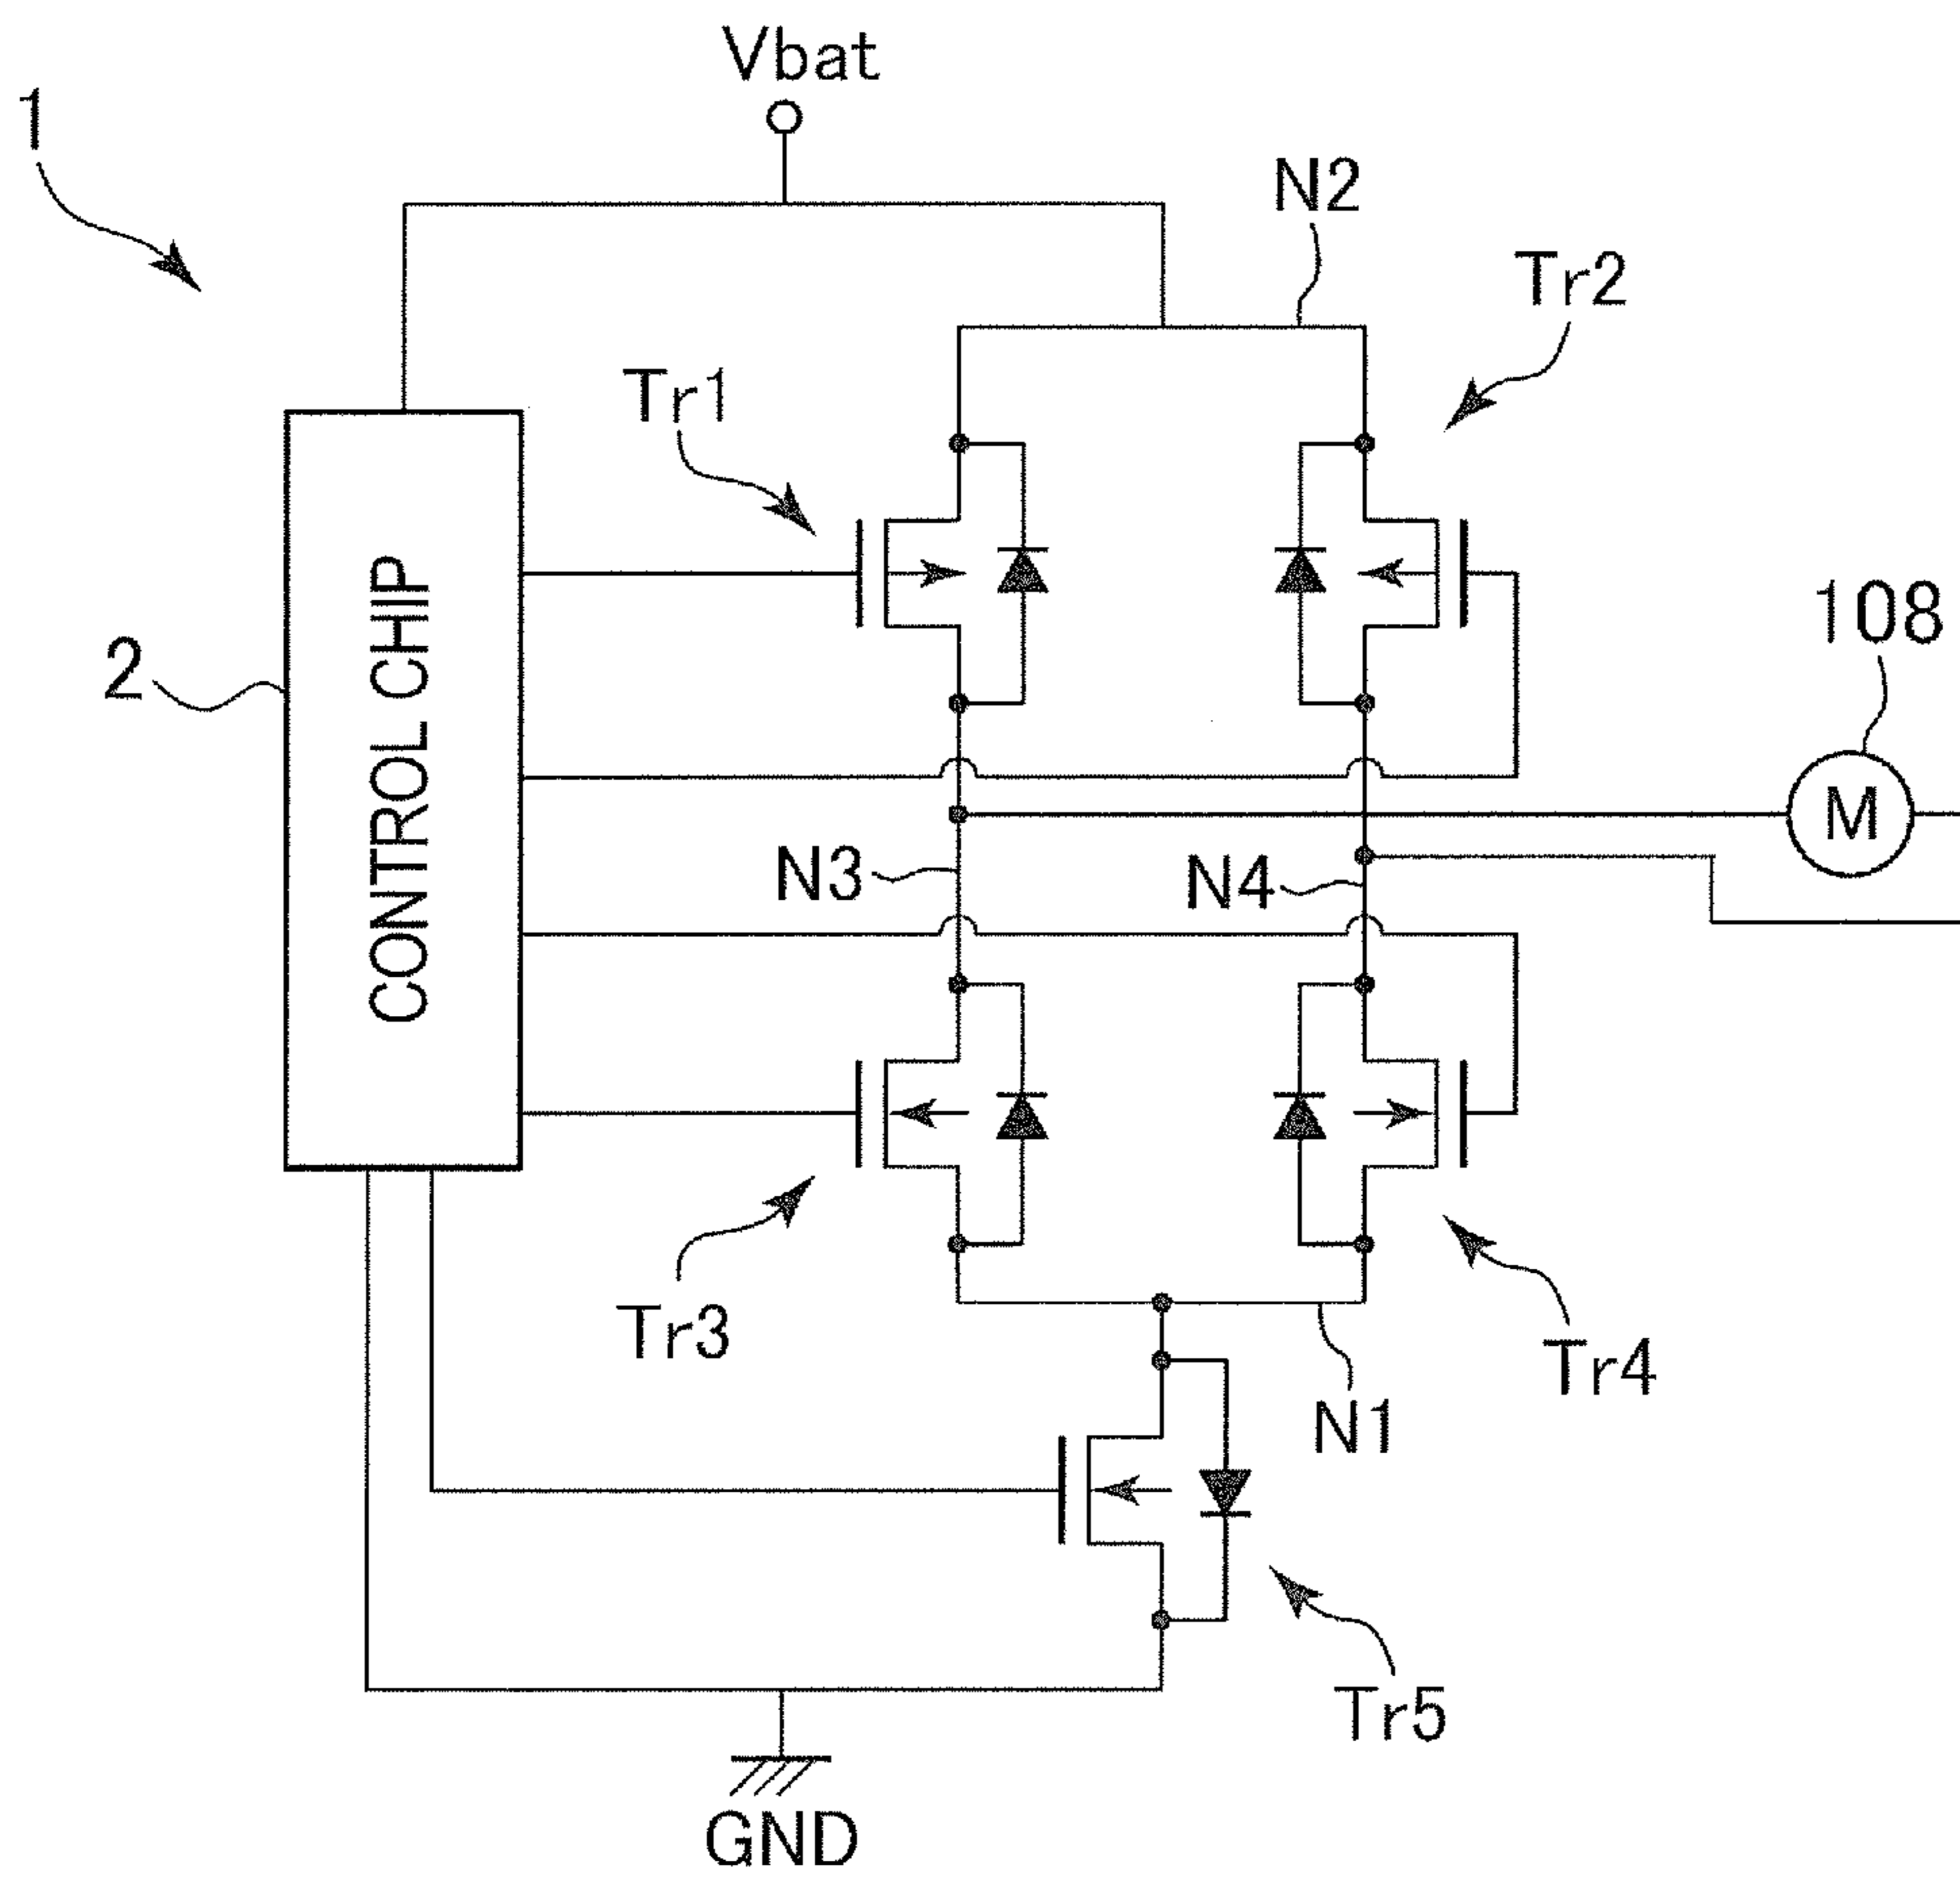 Vbat
1
N2
Tr2
Tr1
108
2
CONTROL CHIP
M
N3
N4
Tr3
Tr4
N1
Tr5
GND